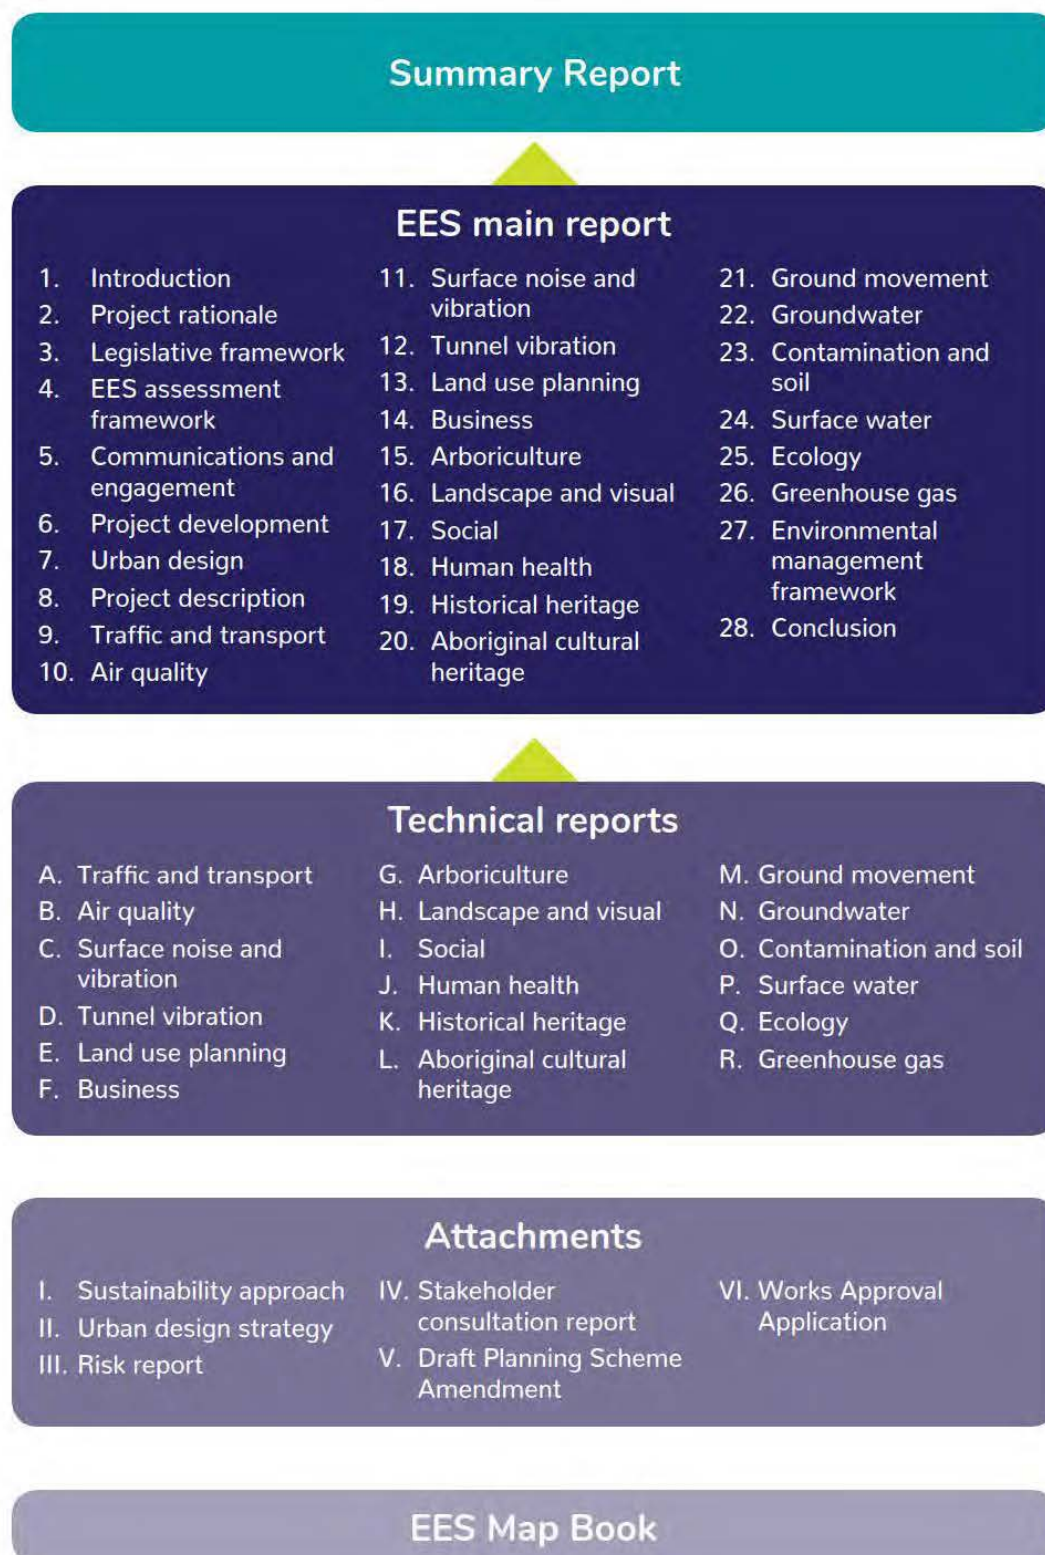 Summary Report
EES main report
1. Introduction
2. Project rationale
3. Legislative framework
4. EES assessment
framework
5. Communications and
engagement
6. Project development
7. Urban design
8. Project description
9. Traffic and transport
10. Air quality
11. Surface noise and
vibration
12. Tunnel vibration
13. Land use planning
14. Business
15. Arboriculture
16. Landscape and visual
17. Social
18. Human health
19. Historical heritage
20. Aboriginal cultural
heritage
21. Ground movement
22. Groundwater
23. Contamination and
soil
24. Surface water
25. Ecology
26. Greenhouse gas
27. Environmental
management
framework
28. Conclusion
Technical reports
A. Traffic and transport
B. Air quality
C. Surface noise and
vibration
D. Tunnel vibration
E. Land use planning
F. Business
G. Arboriculture
H. Landscape and visual
I. Social
J. Human health
K. Historical heritage
L. Aboriginal cultural
heritage
M. Ground movement
N. Groundwater
O. Contamination and soil
P. Surface water
Q. Ecology
R. Greenhouse gas
Attachments
I. Sustainability approach
II. Urban design strategy
III. Risk report
IV. Stakeholder
consultation report
V. Draft Planning Scheme
Amendment
VI. Works Approval
Application
EES Map Book